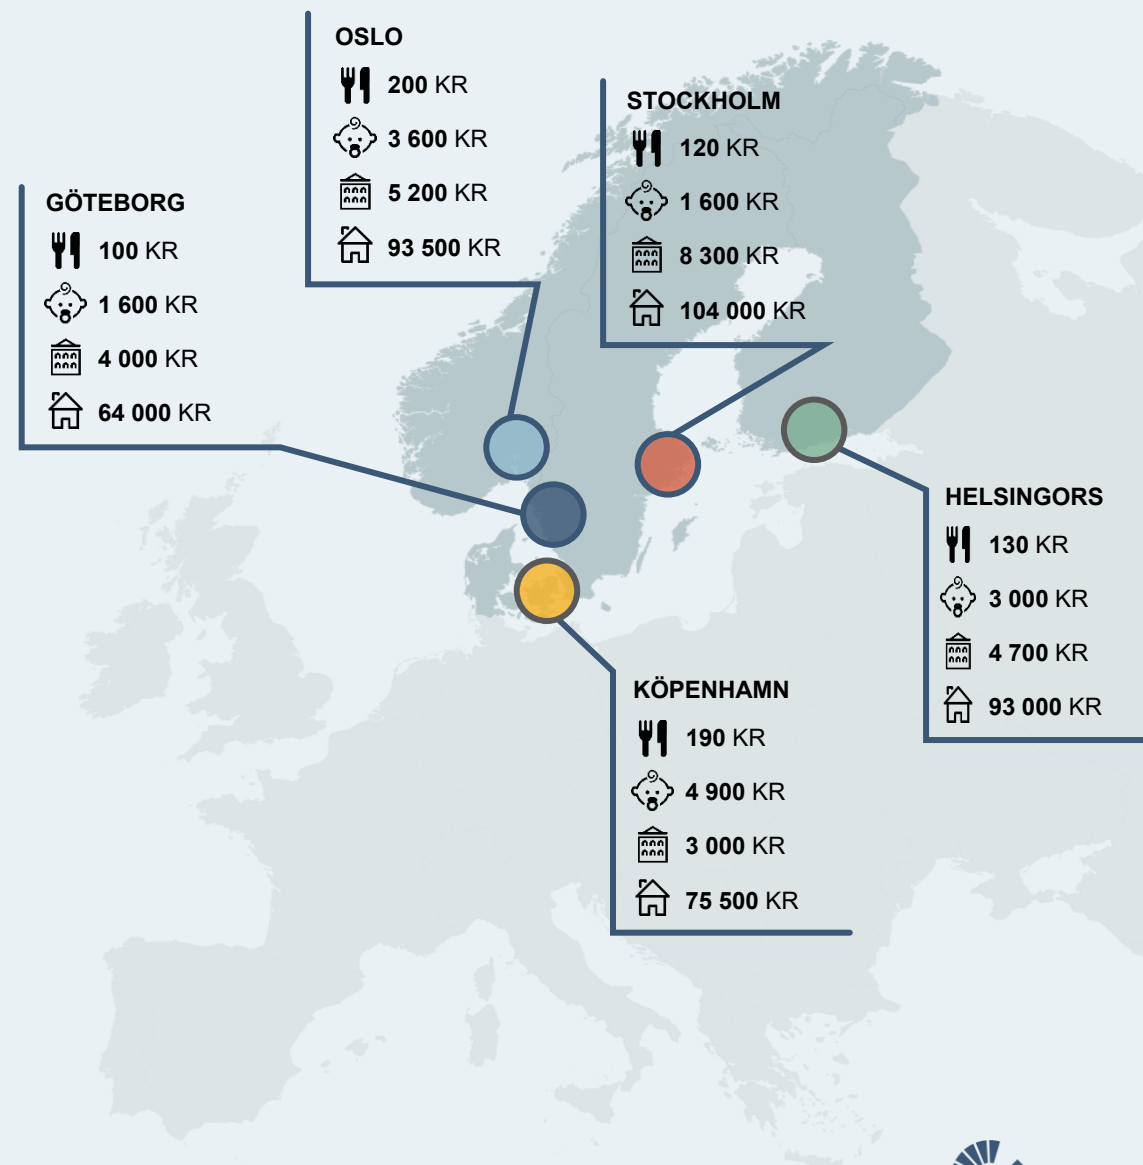 OSLO
200 KR
3 600 KR
5 200 KR
93 500 KR
STOCKHOLM
120 KR
1 600 KR
8 300 KR
104 000 KR
GÖTEBORG
100 KR
1 600 KR
4 000 KR
64 000 KR
HELSINGORS
130 KR
3 000 KR
4 700 KR
93 000 KR
KÖPENHAMN
190 KR
4 900 KR
3 000 KR
75 500 KR